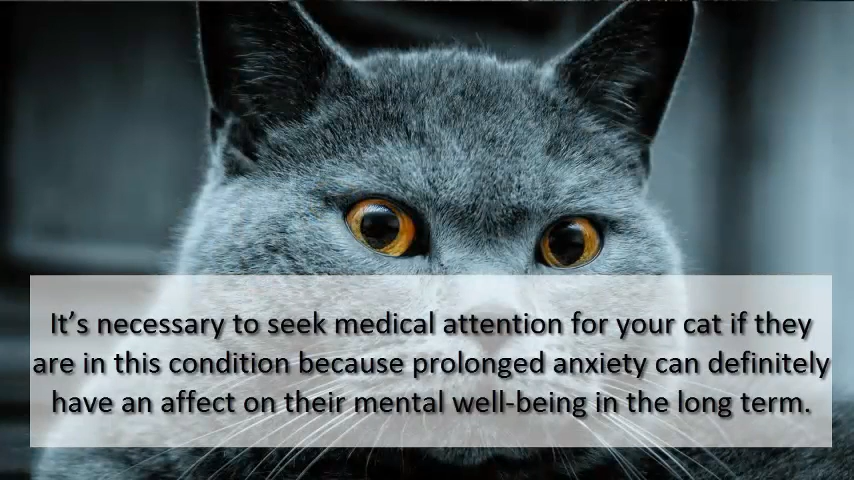 It’s necessary to seek medical attention for your cat if they
are in this condition because prolonged anxiety can definitely
have an affect on their mental well-being in the long term.